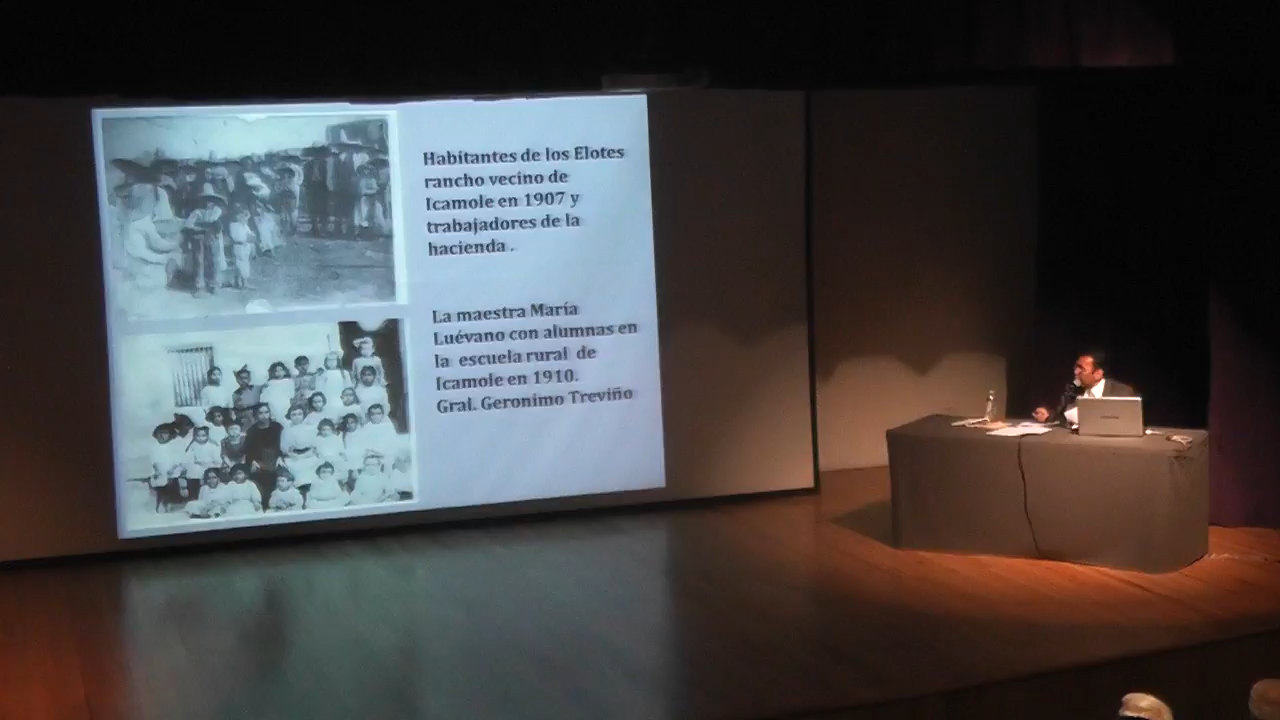 Habitantes de los Elotes
rancho vecino de
Icamole en 1907 y
trabajadores de la
hacienda .
La maestra María
Luévano con alumnas en
la escuela rural de
Icamole en 1910.
Gral. Geronimo Treviño